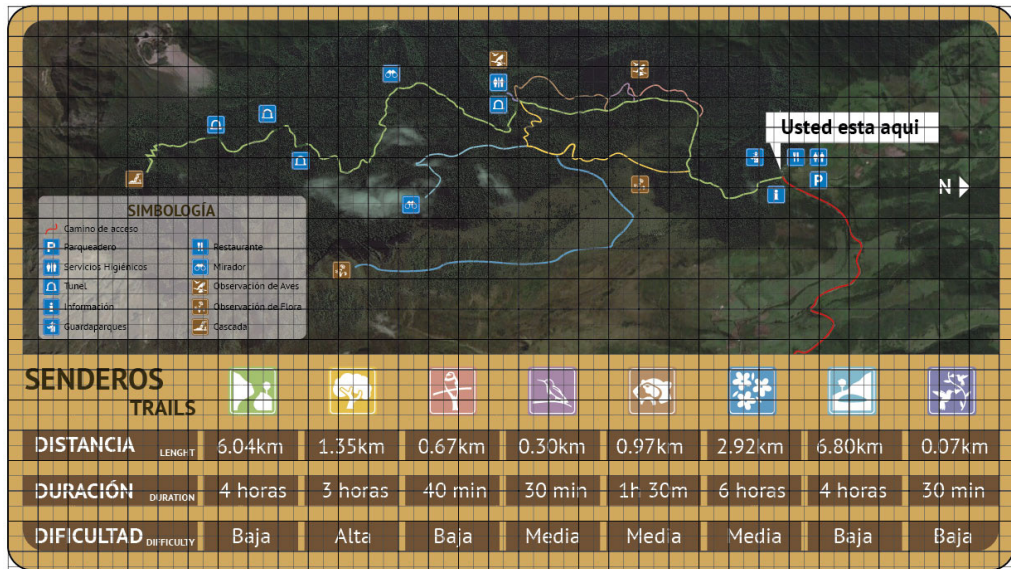 Usted esta aqui
N
SIMBOLOGÍA
Camino de acceso
Parqueadero
Servicios Higiénicos
Tunel
Información
Guardaparques
Restaurante
Mirador
Observación de Aves
Observación de Flora
Cascada
SENDEROS
TRAILS
DISTANCIA LENGHT 6.04km 1.35km 0.67km 0.30km 0.97km 2.92km 6.80km 0.07km
DURACIÓN DURATION 4 horas 3 horas 40 min 30 min 1h 30m 6 horas 4 horas 30 min
DIFICULTAD DIFFICULTY Baja Alta Baja Media Media Media Baja Baja